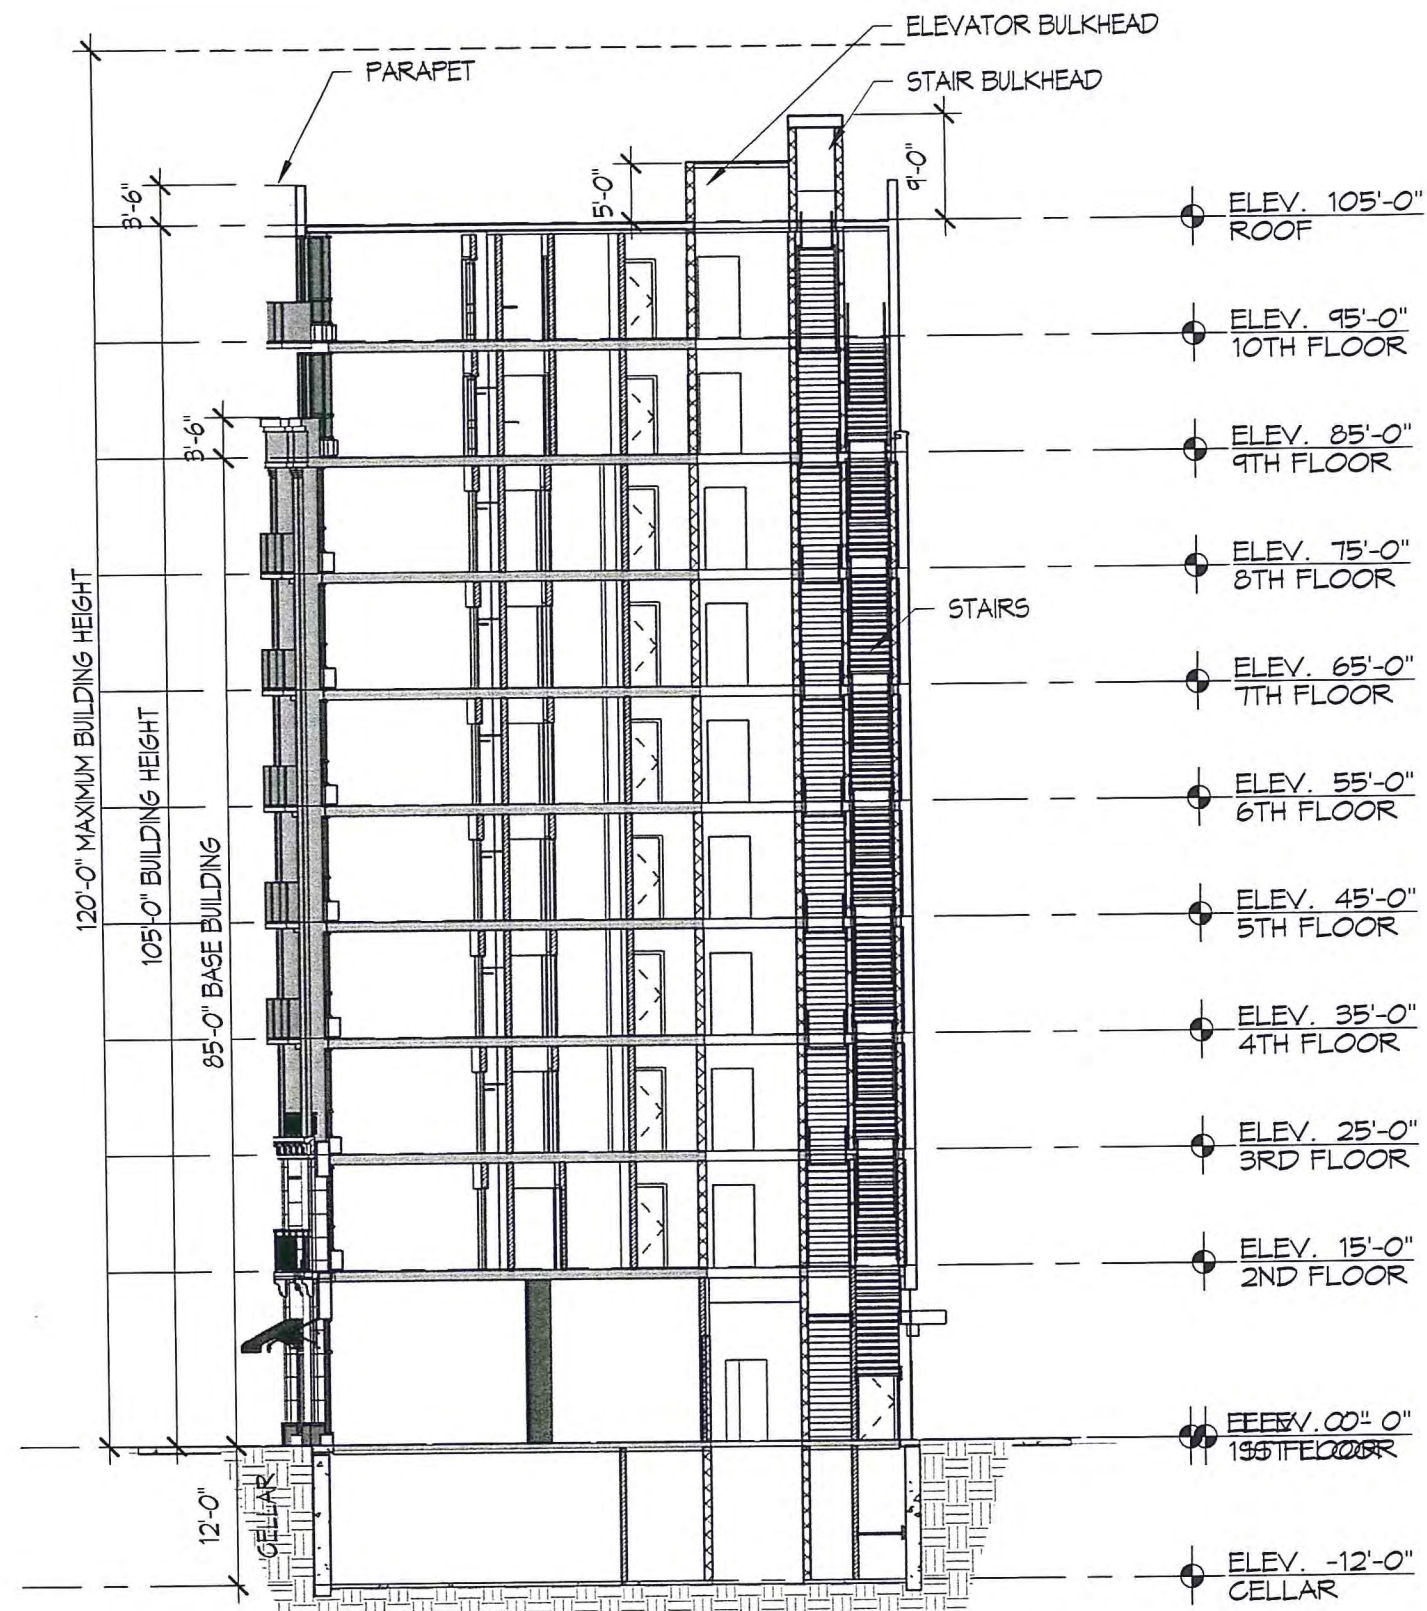 ELEVATOR BULKHEAD
PARAPET
STAIR BULKHEAD
3'-6"
5'-0"
9'-0"
ELEV. 105'-0"
ROOF
ELEV. 95'-0"
10TH FLOOR
3'-6"
ELEV. 85'-0"
9TH FLOOR
ELEV. 75'-0"
8TH FLOOR
120'-0" MAXIMUM BUILDING HEIGHT
105'-0" BUILDING HEIGHT
85'-0" BASE BUILDING
STAIRS
ELEV. 65'-0"
7TH FLOOR
ELEV. 55'-0"
6TH FLOOR
ELEV. 45'-0"
5TH FLOOR
ELEV. 35'-0"
4TH FLOOR
ELEV. 25'-0"
3RD FLOOR
ELEV. 15'-0"
2ND FLOOR
1ST FLOOR
12'-0"
CELLAR
ELEV. -12'-0"
CELLAR